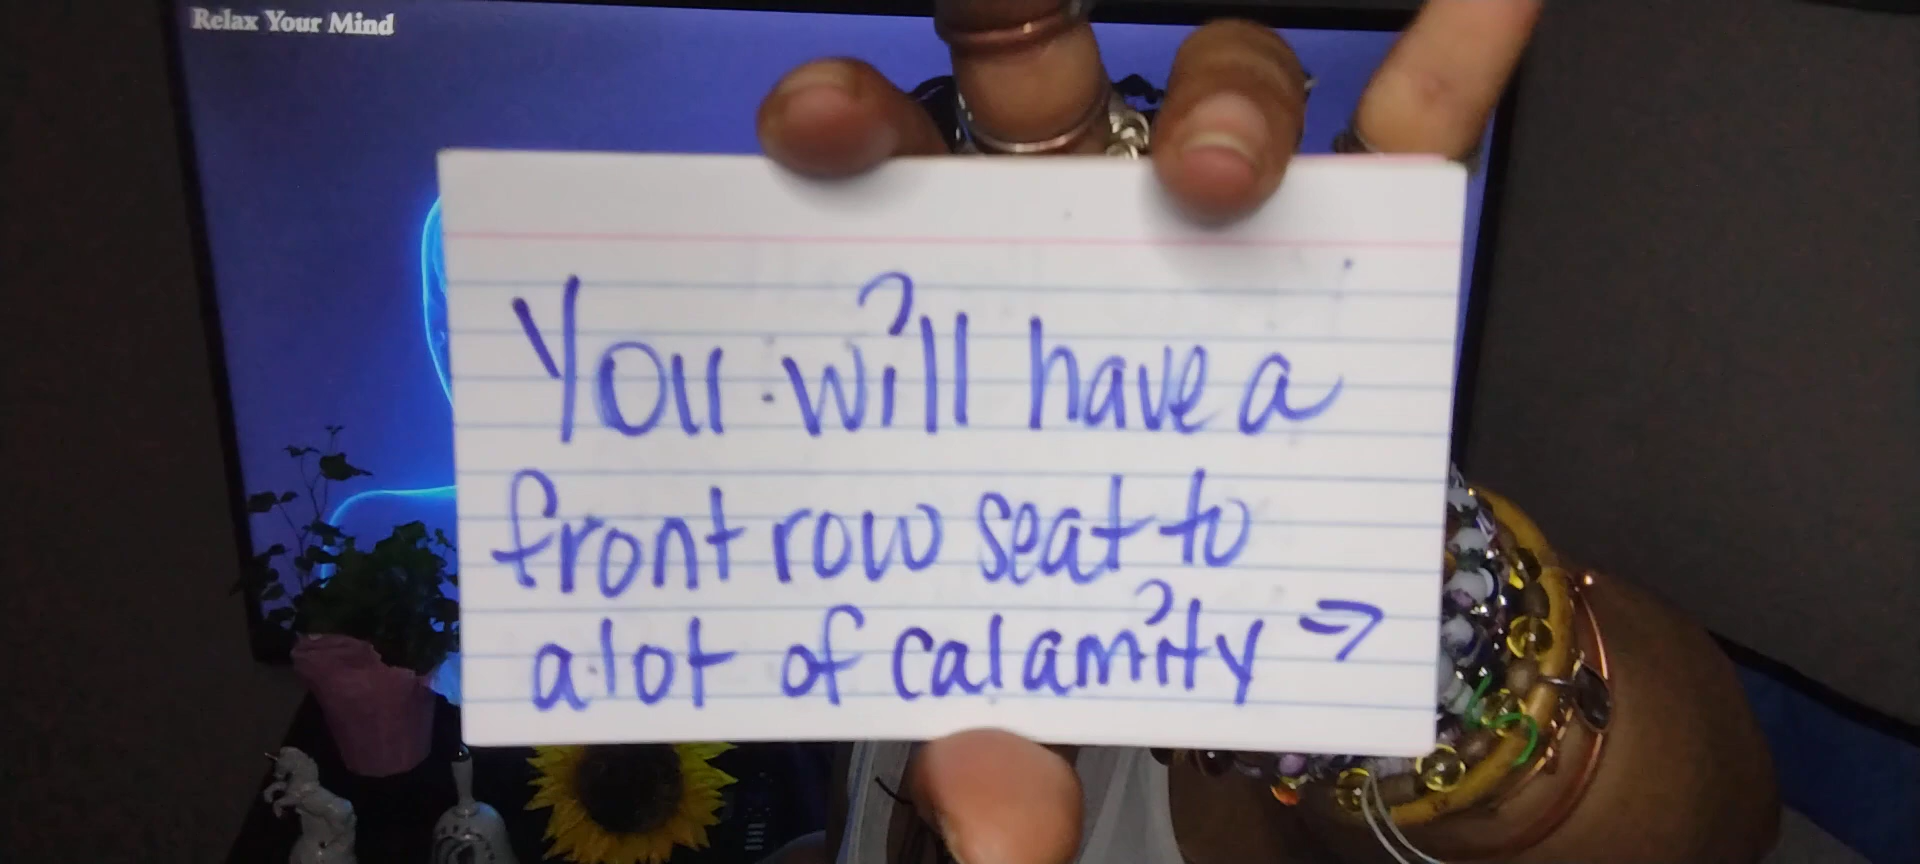 Relax Your Mind
You will have a
front row seat to
alot of calamity →